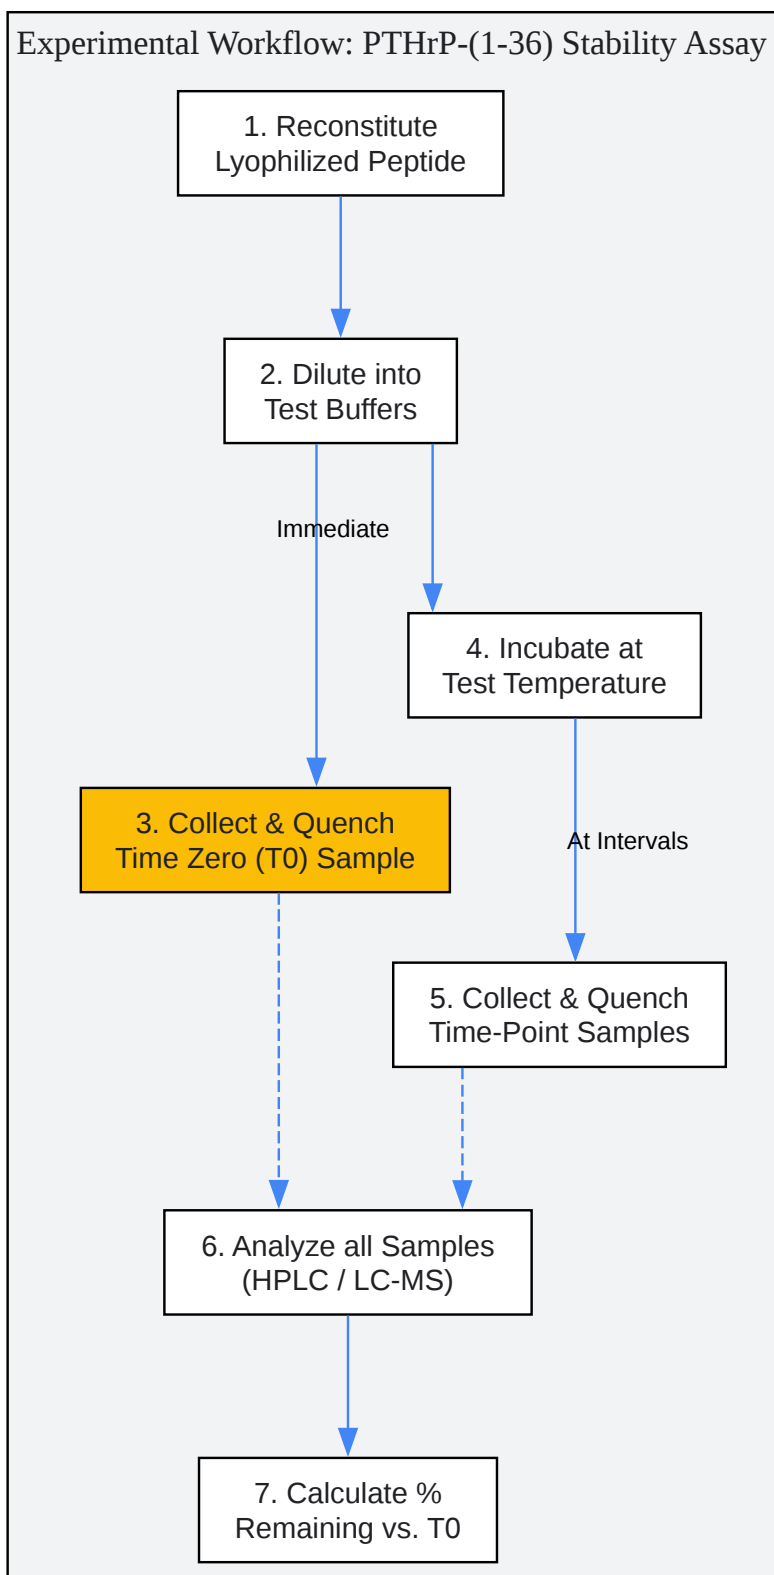 Experimental Workflow: PTHrP-(1-36) Stability Assay
1. Reconstitute
Lyophilized Peptide
2. Dilute into
Test Buffers
Immediate
4. Incubate at
Test Temperature
3. Collect & Quench
Time Zero (T0) Sample
At Intervals
5. Collect & Quench
Time-Point Samples
6. Analyze all Samples
(HPLC / LC-MS)
7. Calculate %
Remaining vs. T0